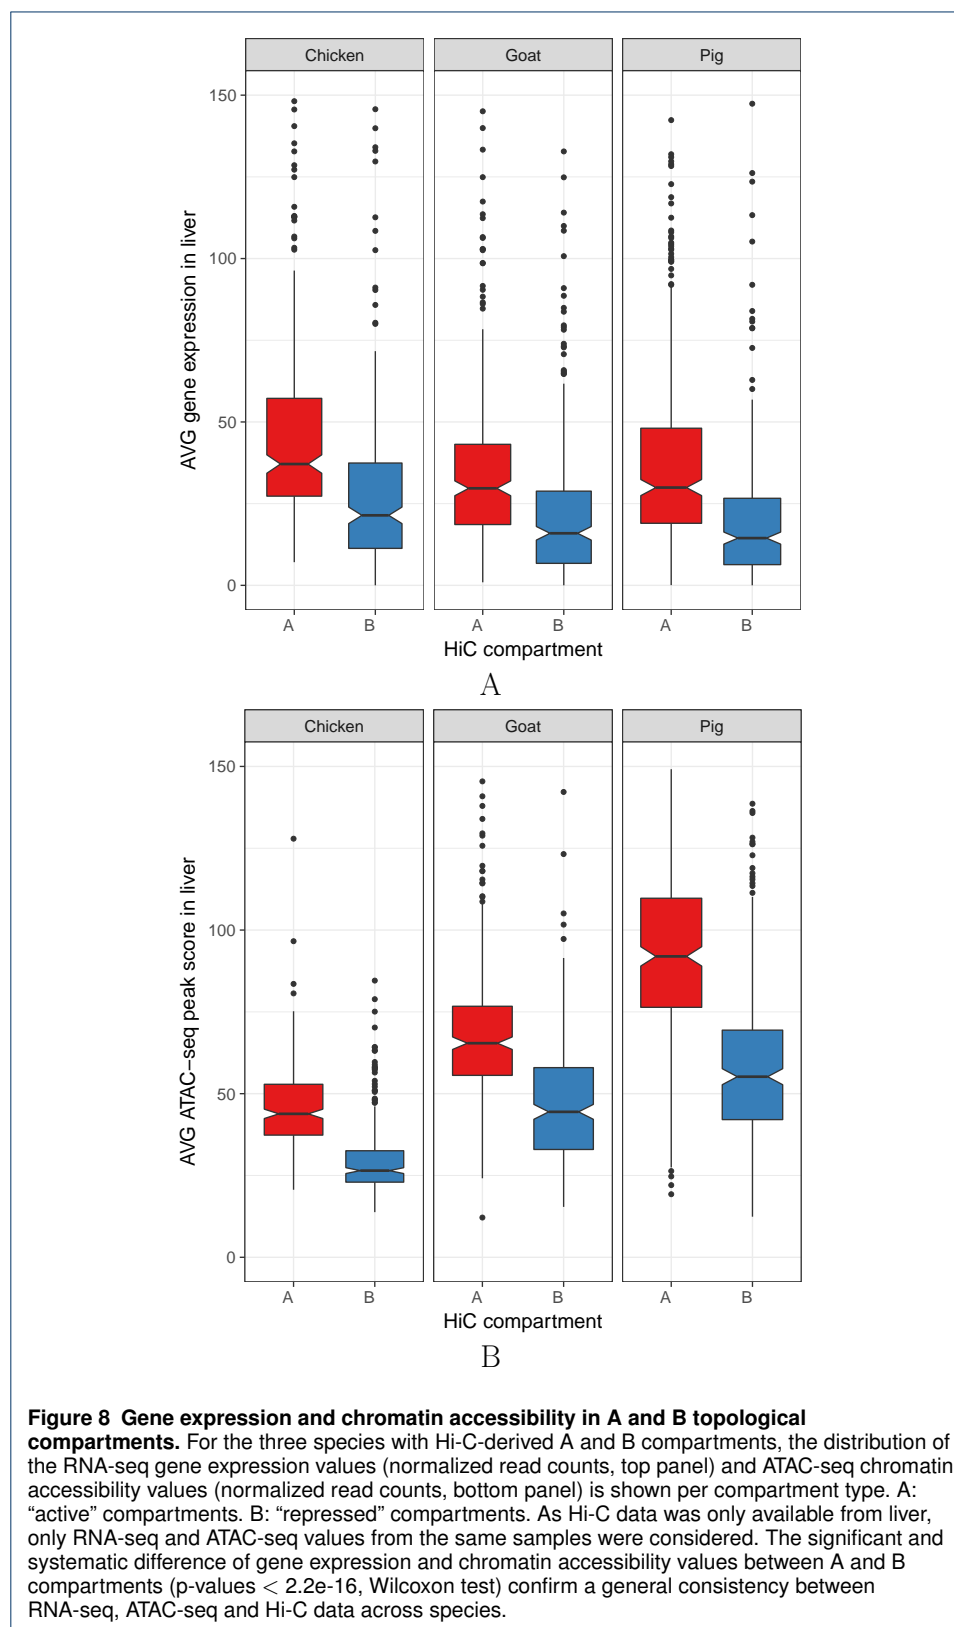 Chicken Goat Pig
150
100
50
0
AVG gene expression in liver
A B A B A B
HiC compartment
A
Chicken Goat Pig
150
100
50
0
AVG ATAC−seq peak score in liver
A B A B A B
HiC compartment
B
Figure 8 Gene expression and chromatin accessibility in A and B topological
compartments. For the three species with Hi-C-derived A and B compartments, the distribution of
the RNA-seq gene expression values (normalized read counts, top panel) and ATAC-seq chromatin
accessibility values (normalized read counts, bottom panel) is shown per compartment type. A:
“active” compartments. B: “repressed” compartments. As Hi-C data was only available from liver,
only RNA-seq and ATAC-seq values from the same samples were considered. The significant and
systematic difference of gene expression and chromatin accessibility values between A and B
compartments (p-values < 2.2e-16, Wilcoxon test) confirm a general consistency between
RNA-seq, ATAC-seq and Hi-C data across species.